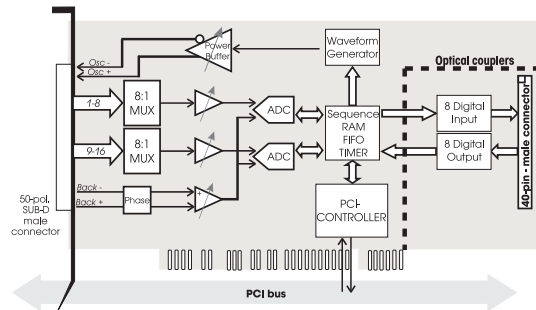 Osc -
Osc +
Power
Buffer
Waveform
Generator
Optical couplers
1-8
8:1
MUX
ADC
Sequence
RAM
FIFO
TIMER
8 Digital
Input
8 Digital
Output
40-pin - male connector
9-16
8:1
MUX
ADC
Back -
Back +
Phase
+
-
PCI-
CONTROLLER
50-pol.
SUB-D
male
connector
PCI bus